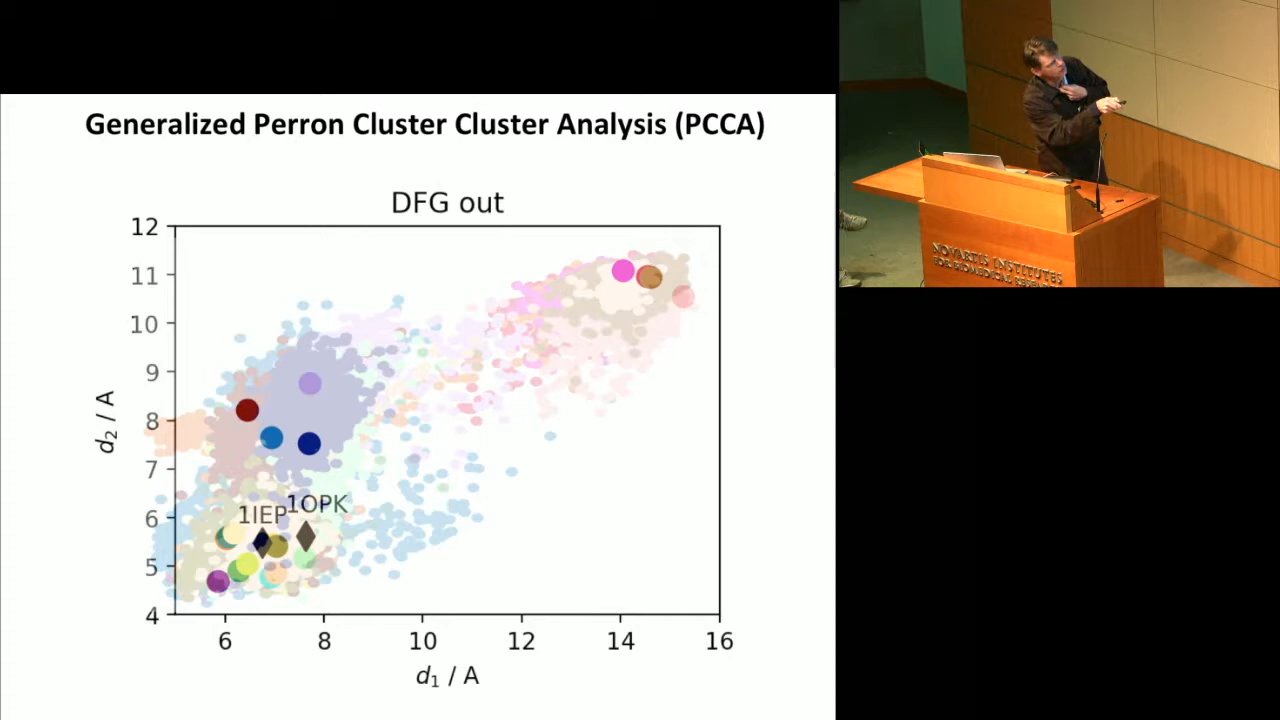 Generalized Perron Cluster Cluster Analysis (PCCA)
DFG out
12
11
10
9
8
7
6
5
4
d₂ / A
1IEP
1OPK
6
8
10
12
14
16
d₁ / A
NOVARTIS INSTITUTES
FOR BIOMEDICAL